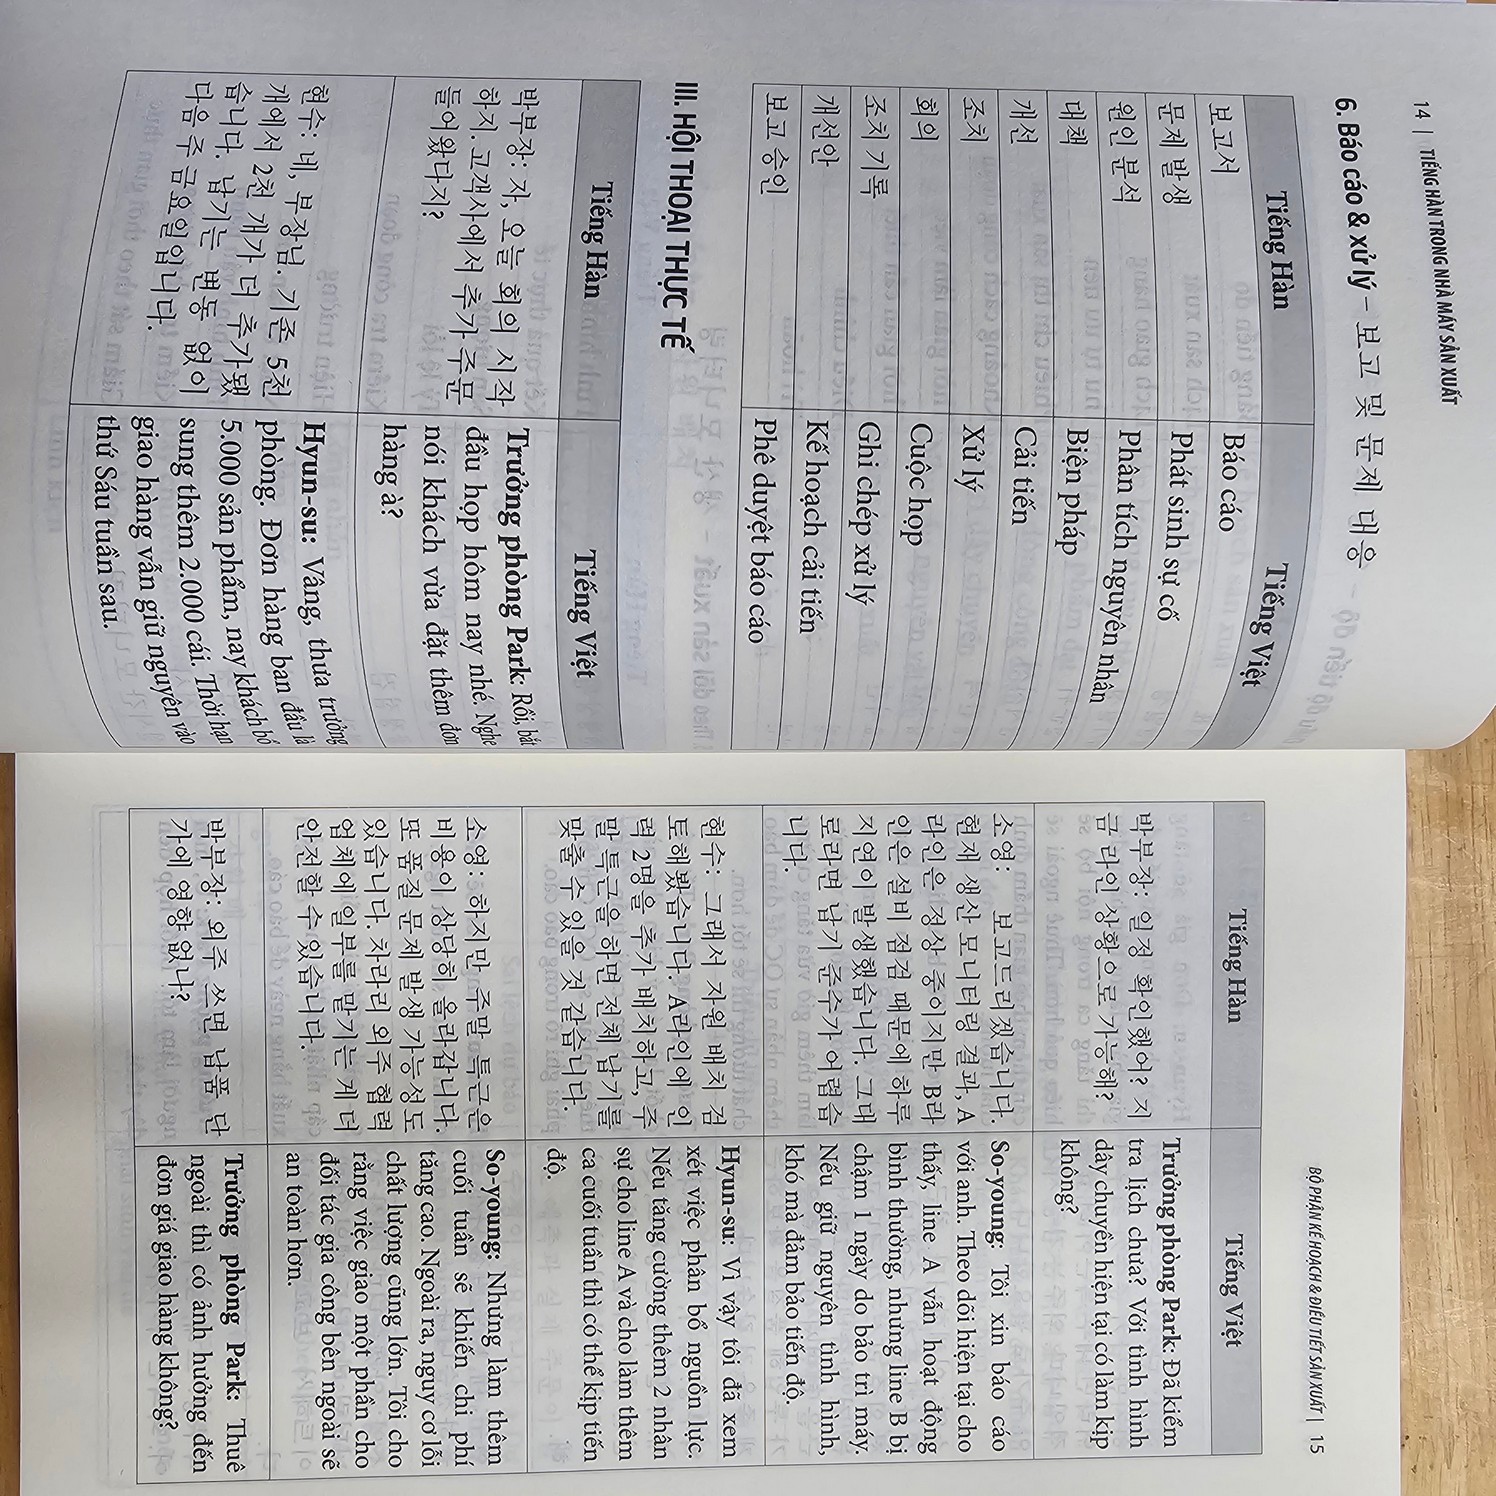 14 | TIẾNG HÀN TRONG NHÀ MÁY SẢN XUẤT
6. Báo cáo & xử lý – 보고 및 문제 대응
Tiếng Hàn
Tiếng Việt
보고서
Báo cáo
문제 발생
Phát sinh sự cố
원인 분석
Phân tích nguyên nhân
대책
Biện pháp
개선
Cải tiến
조치
Xử lý
회의
Cuộc họp
조치 기록
Ghi chép xử lý
개선안
Kế hoạch cải tiến
보고 승인
Phê duyệt báo cáo
III. HỘI THOẠI THỰC TẾ
Tiếng Hàn
Tiếng Việt
박부장: 자, 오늘 회의 시작
하지. 고객사에서 추가 주문
들어왔다지?
Trưởng phòng Park: Rồi, bắt
đầu họp hôm nay nhé. Nghe
nói khách vừa đặt thêm đơn
hàng à?
현수: 네, 부장님. 기존 5천
개에서 2천 개가 더 추가됐
습니다. 납기는 변동 없이
다음 주 금요일입니다.
Hyun-su: Vâng, thưa trưởng
phòng. Đơn hàng ban đầu là
5.000 sản phẩm, nay khách bổ
sung thêm 2.000 cái. Thời hạn
giao hàng vẫn giữ nguyên vào
thứ Sáu tuần sau.
BỘ PHẬN KẾ HOẠCH & ĐIỀU TIẾT SẢN XUẤT | 15
Tiếng Hàn
Tiếng Việt
박부장: 일정 확인했어? 지
금 라인 상황으로 가능해?
Trưởng phòng Park: Đã kiểm
tra lịch chưa? Với tình hình
dây chuyền hiện tại có làm kịp
không?
소영: 보고드리겠습니다.
현재 생산 모니터링 결과, A
라인은 정상 중이지만 B라
인은 설비 점검 때문에 하루
지연이 발생했습니다. 그대
로라면 납기 준수가 어렵습
니다.
So-young: Tôi xin báo cáo
với anh. Theo dõi hiện tại cho
thấy, line A vẫn hoạt động
bình thường, nhưng line B bị
chậm 1 ngày do bảo trì máy.
Nếu giữ nguyên tình hình,
khó mà đảm bảo tiến độ.
현수: 그래서 자원 배치 검
토해봤습니다. A라인에 인
력 2명을 추가 배치하고, 주
말 특근을 하면 전체 납기를
맞출 수 있을 것 같습니다.
Hyun-su: Vì vậy tôi đã xem
xét việc phân bổ nguồn lực.
Nếu tăng cường thêm 2 nhân
sự cho line A và cho làm thêm
ca cuối tuần thì có thể kịp tiến
độ.
소영: 하지만 주말 특근은
비용이 상당히 올라갑니다.
또 품질 문제 발생 가능성도
있습니다. 차라리 외주 협력
업체에 일부를 맡기는 게 더
안전할 수 있습니다.
So-young: Nhưng làm thêm
cuối tuần sẽ khiến chi phí
tăng cao. Ngoài ra, nguy cơ lỗi
chất lượng cũng lớn. Tôi cho
rằng việc giao một phần cho
đối tác gia công bên ngoài sẽ
an toàn hơn.
박부장: 외주 쓰면 납품 단
가에 영향 없나?
Trưởng phòng Park: Thuê
ngoài thì có ảnh hưởng đến
đơn giá giao hàng không?